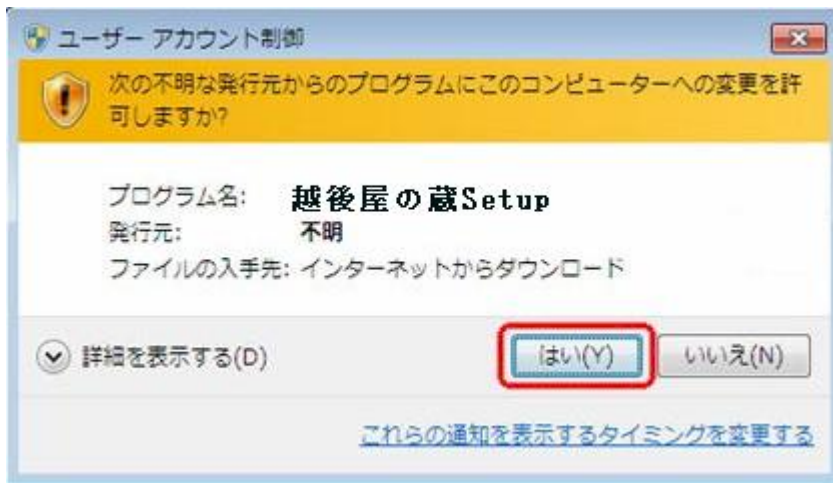 ユーザー アカウント制御
次の不明な発行元からのプログラムにこのコンピューターへの変更を許
可しますか?
プログラム名: 越後屋の蔵Setup
発行元: 不明
ファイルの入手先: インターネットからダウンロード
詳細を表示する(D) はい(Y) いいえ(N)
これらの通知を表示するタイミングを変更する